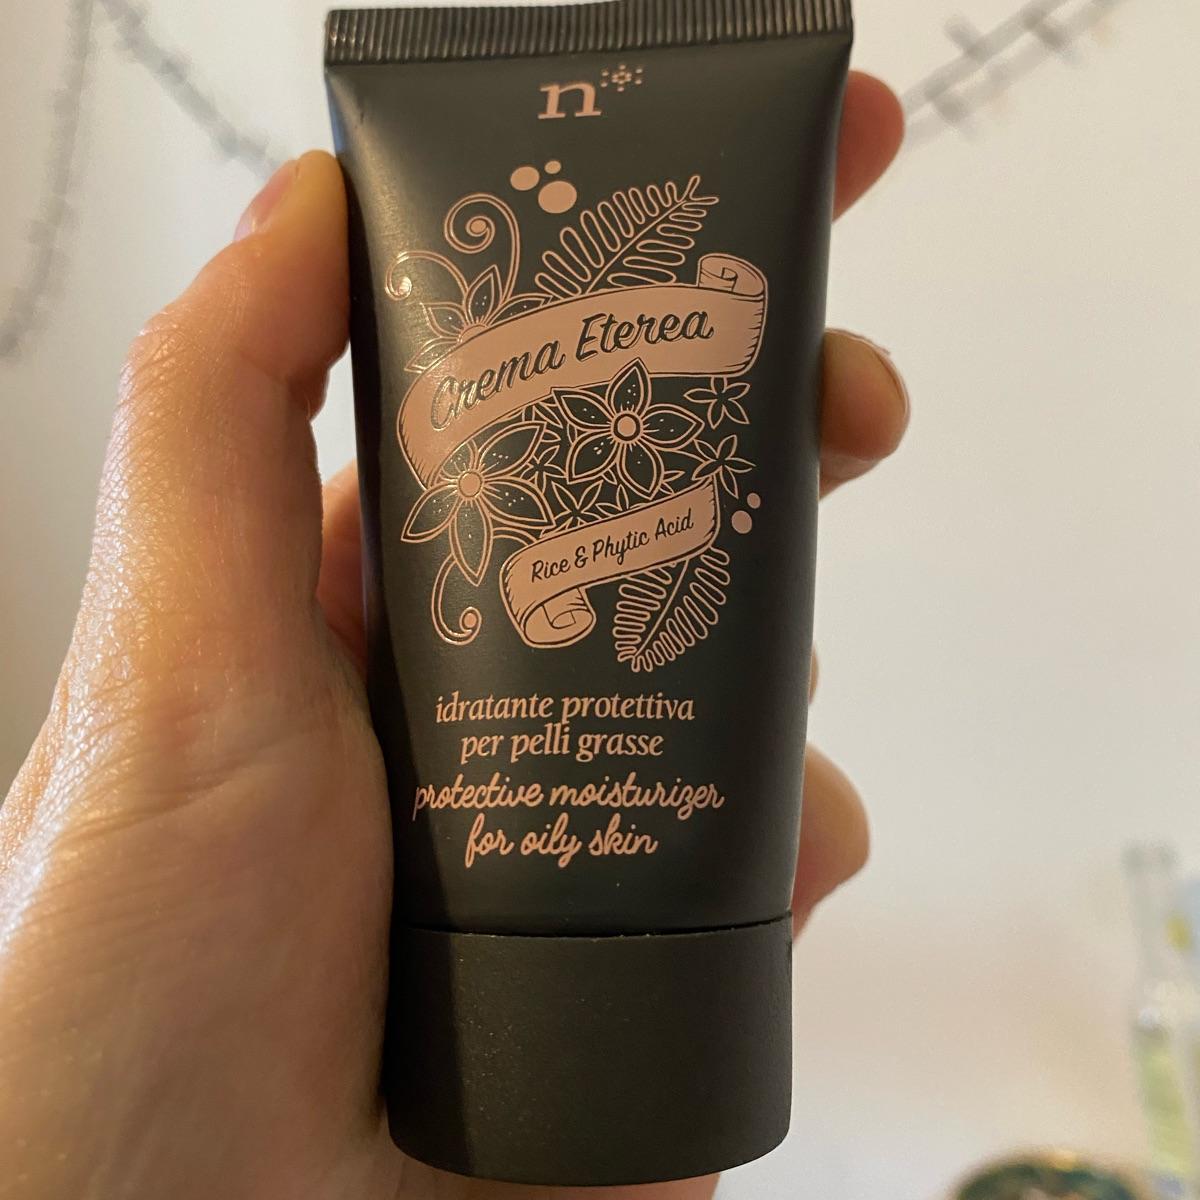 n
Crema Eterea
Rice & Phytic Acid
idratante protettiva
per pelli grasse
protective moisturizer
for oily skin